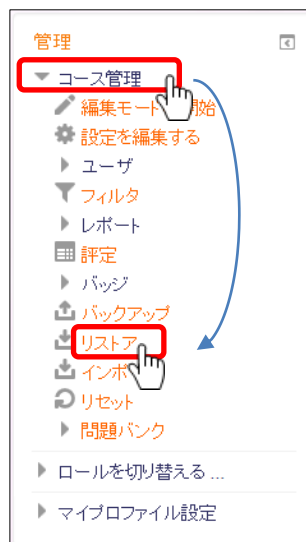 管理
コース管理
編集モード 開始
設定を編集する
ユーザ
フィルタ
レポート
評定
バッジ
バックアップ
リストア
インポ
リセット
問題バンク
ロールを切り替える ...
マイプロファイル設定